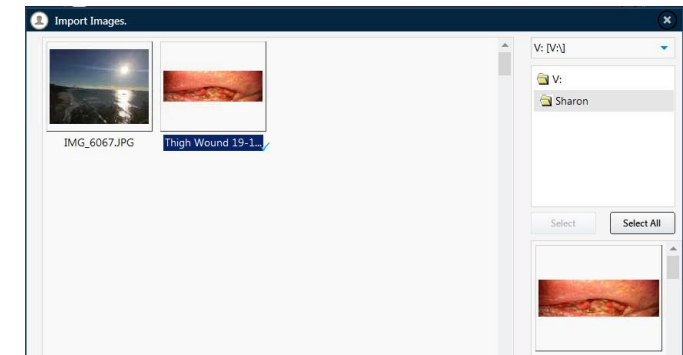 Import Images.
V: [V:\]
V:
Sharon
IMG_6067.JPG
Thigh Wound 19-1...
Select
Select All